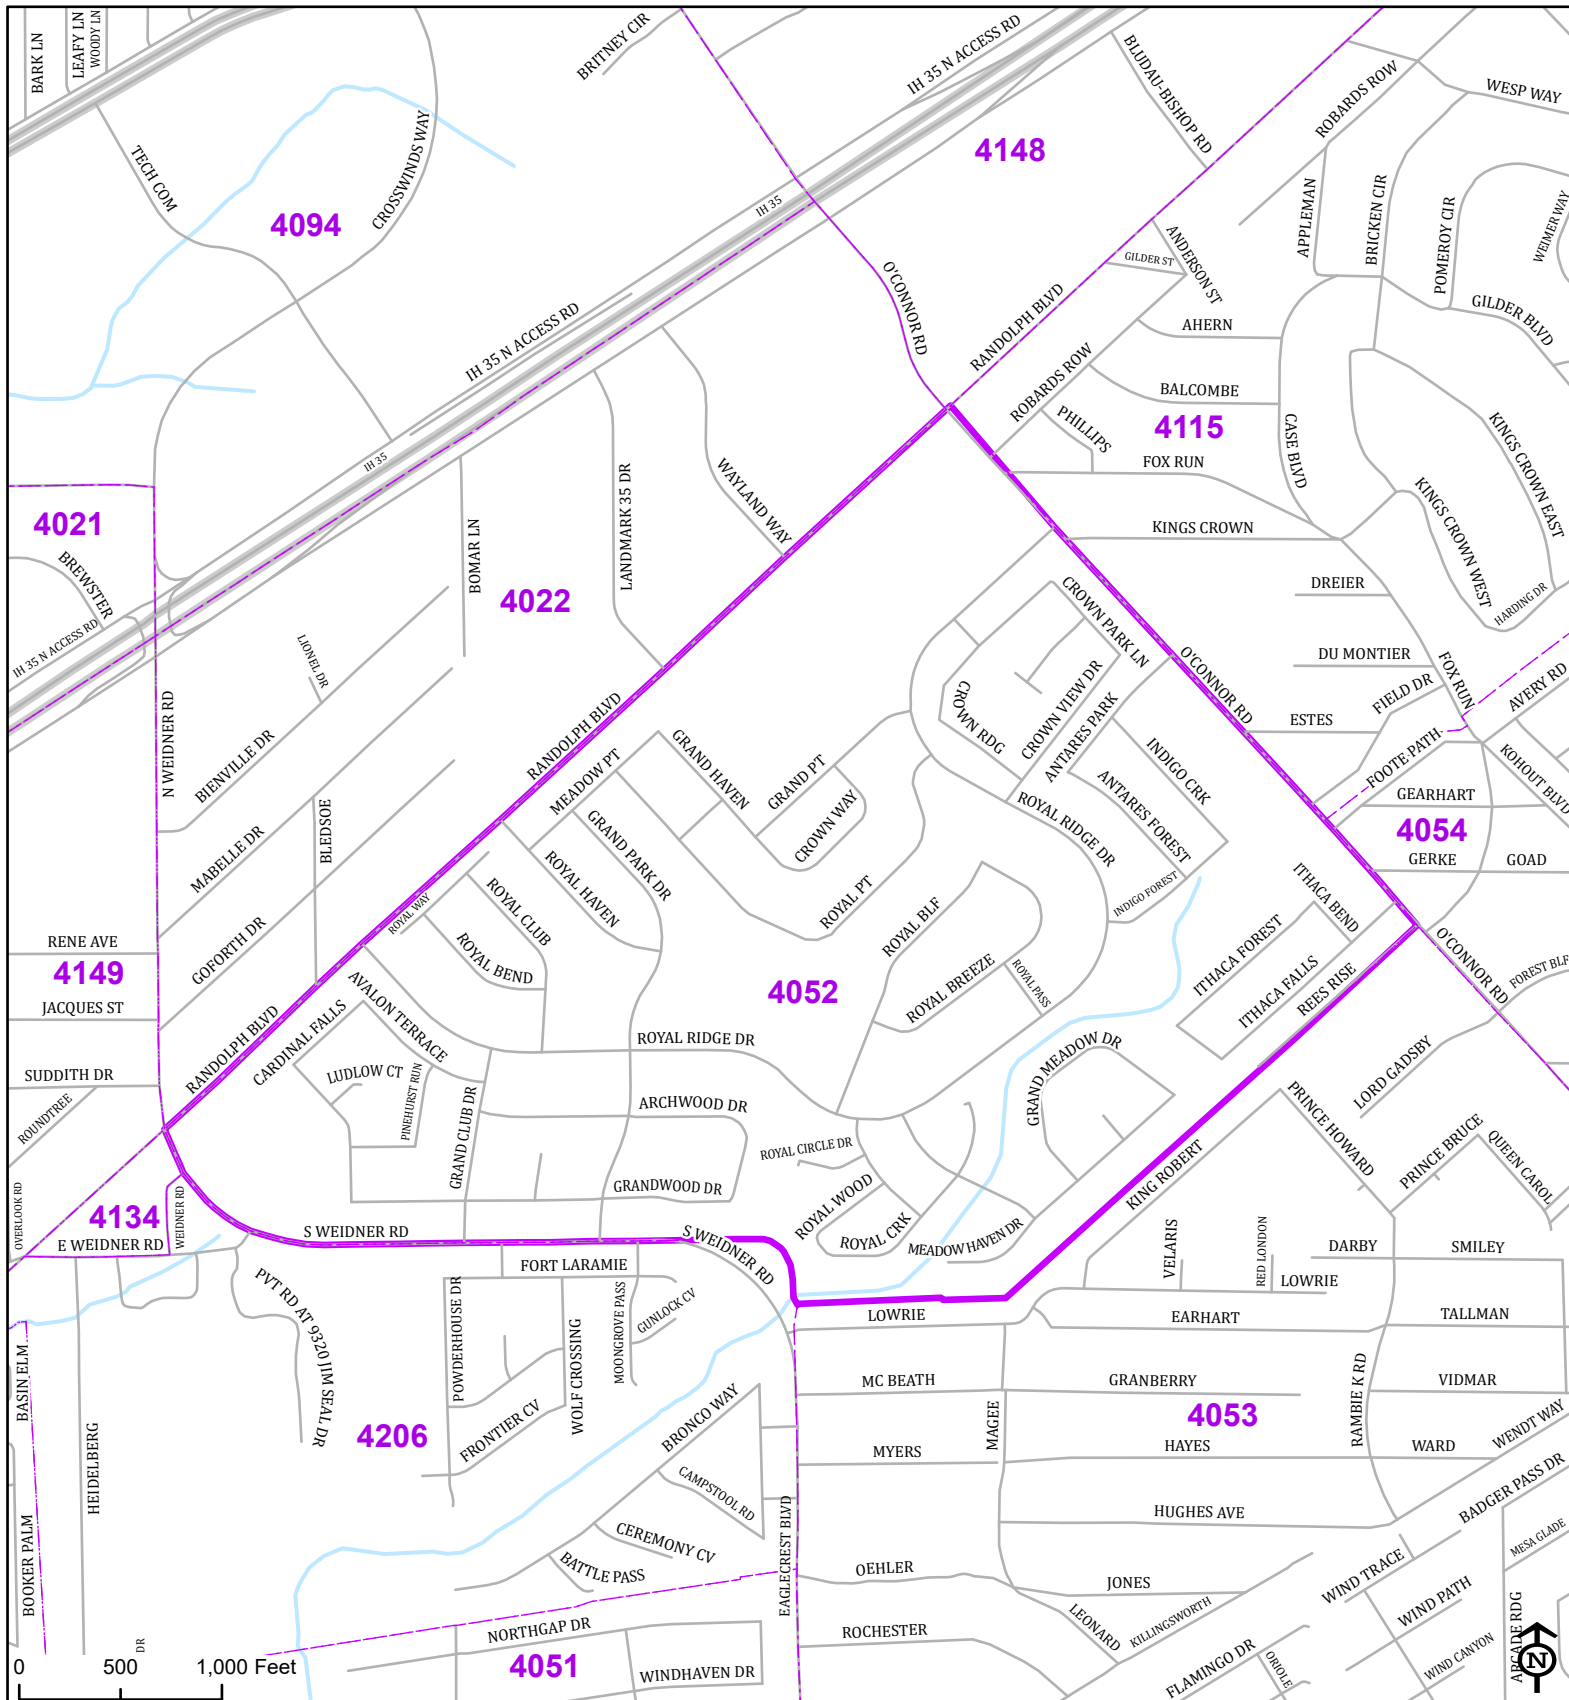 BARK LN
LEAFY LN
WOODY LN
BRITNEY CIR
IH 35 N ACCESS RD
BLUDAU-BISHOP RD
ROBARDS ROW
WESP WAY
TECH COM
CROSSWINDS WAY
4094
4148
IH 35
O'CONNOR RD
RANDOLPH BLVD
GILDER ST
ANDERSON ST
APPLEMAN
BRICKEN CIR
POMEROY CIR
WEIMER WAY
GILDER BLVD
AHERN
IH 35 N ACCESS RD
ROBARDS ROW
BALCOMBE
PHILLIPS
4115
FOX RUN
CASE BLVD
KINGS CROWN EAST
KINGS CROWN WEST
KINGS CROWN
IH 35
4021
BREWSTER
IH 35 N ACCESS RD
BOMAR LN
LANDMARK 35 DR
WAYLAND WAY
4022
DREIER
HARDING DR
LIONEL DR
CROWN PARK LN
DU MONTIER
FOX RUN
FIELD DR
AVERY RD
O'CONNOR RD
ESTES
N WEIDNER RD
BIENVILLE DR
RANDOLPH BLVD
CROWN RDG
CROWN VIEW DR
ANTARES PARK
INDIGO CRK
FOOTE PATH
KOHOUT BLVD
MEADOW PT
GRAND HAVEN
GRAND PT
CROWN WAY
ROYAL RIDGE DR
ANTARES FOREST
GEARHART
4054
GERKE
GOAD
MABELLE DR
BLEDSOE
GRAND PARK DR
ROYAL HAVEN
ROYAL WAY
ROYAL CLUB
ROYAL BEND
ROYAL PT
ROYAL BLF
INDIGO FOREST
ITHACA BEND
RENE AVE
4149
JACQUES ST
GOFORTH DR
4052
ROYAL BREEZE
ROYAL PASS
ITHACA FOREST
ITHACA FALLS
REES RISE
O'CONNOR RD
FOREST BLF
RANDOLPH BLVD
CARDINAL FALLS
AVALON TERRACE
ROYAL RIDGE DR
GRAND MEADOW DR
LORD GADSBY
SUDDITH DR
ROUNDTREE
LUDLOW CT
PINEHURST RUN
GRAND CLUB DR
ARCHWOOD DR
ROYAL CIRCLE DR
PRINCE HOWARD
PRINCE BRUCE
QUEEN CAROL
KING ROBERT
OVERLOOK RD
4134
WEIDNER RD
E WEIDNER RD
GRANDWOOD DR
S WEIDNER RD
S WEIDNER RD
ROYAL WOOD
ROYAL CRK
MEADOW HAVEN DR
VELARIS
RED LONDON
DARBY
SMILEY
LOWRIE
FORT LARAMIE
PVT RD AT 9320 JIM SEAL DR
POWDERHOUSE DR
WOLF CROSSING
MOONGROVE PASS
GUNLOCK CV
LOWRIE
EARHART
TALLMAN
BASIN ELM
MC BEATH
GRANBERRY
RAMBIE K RD
VIDMAR
4206
FRONTIER CV
BRONCO WAY
MAGEE
4053
WENDT WAY
MYERS
HAYES
WARD
HEIDELBERG
CAMPSTOOL RD
BADGER PASS DR
BOOKER PALM
CEREMONY CV
EAGLECREST BLVD
HUGHES AVE
MESA GLADE
BATTLE PASS
OEHLER
JONES
WIND TRACE
WIND PATH
NORTHGAP DR
ROCHESTER
LEONARD
KILLINGSWORTH
ARCADE RDG
DR
4051
WINDHAVEN DR
FLAMINGO DR
ORIOLE
WIND CANYON
N
0 500 1,000 Feet